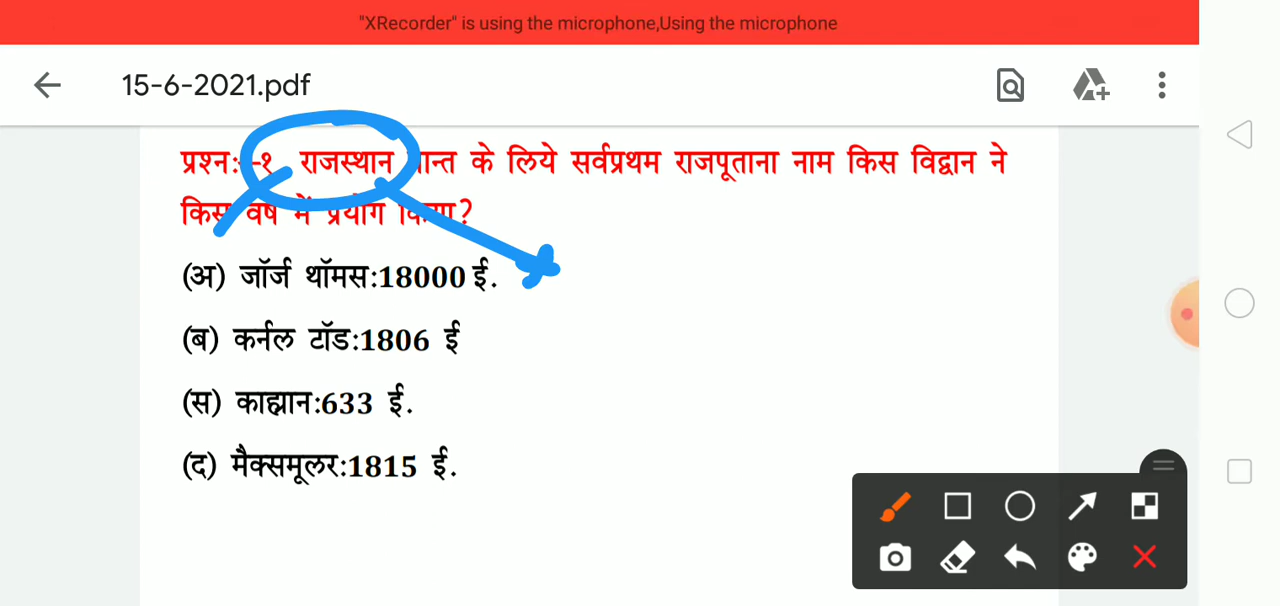 "XRecorder" is using the microphone,Using the microphone
15-6-2021.pdf
प्रश्नः-१ राजस्थान प्रान्त के लिये सर्वप्रथम राजपूताना नाम किस विद्वान ने
किस वर्ष में प्रयोग किया?
(अ) जॉर्ज थॉमस:18000 ई.
(ब) कर्नल टॉड:1806 ई
(स) काह्मान:633 ई.
(द) मैक्समूलर:1815 ई.